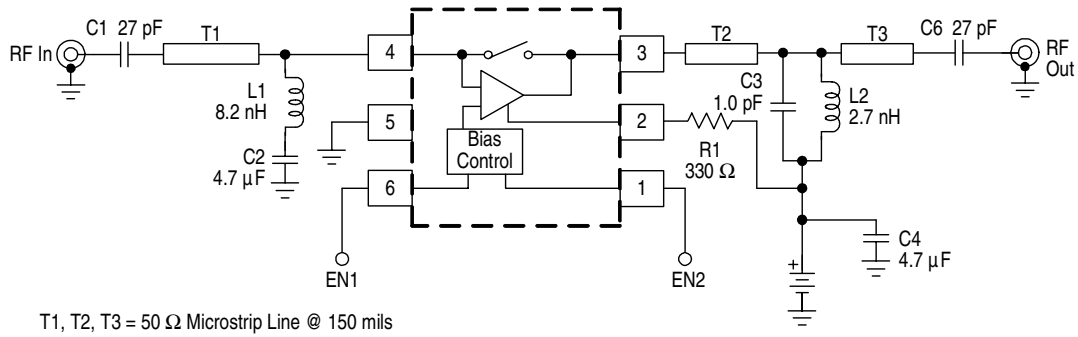 C1 27 pF
T1
RF In
L1
8.2 nH
C2
4.7 µF
4
5
6
EN1
Bias
Control
3
2
1
EN2
T2
R1
330 Ω
C3
1.0 pF
L2
2.7 nH
T3
C6 27 pF
RF
Out
+
C4
4.7 µF
T1, T2, T3 = 50 Ω Microstrip Line @ 150 mils